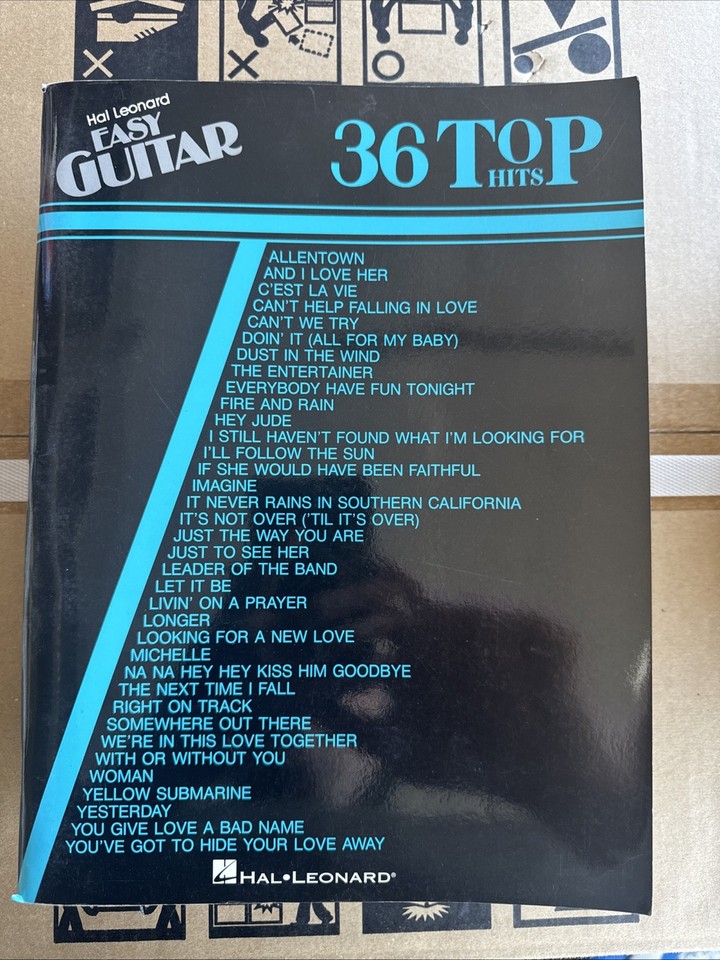 Hal Leonard
EASY
GUITAR
36 TOP
HITS
ALLENTOWN
AND I LOVE HER
C'EST LA VIE
CAN'T HELP FALLING IN LOVE
CAN'T WE TRY
DOIN' IT (ALL FOR MY BABY)
DUST IN THE WIND
THE ENTERTAINER
EVERYBODY HAVE FUN TONIGHT
FIRE AND RAIN
HEY JUDE
I STILL HAVEN'T FOUND WHAT I'M LOOKING FOR
I'LL FOLLOW THE SUN
IF SHE WOULD HAVE BEEN FAITHFUL
IMAGINE
IT NEVER RAINS IN SOUTHERN CALIFORNIA
IT'S NOT OVER ('TIL IT'S OVER)
JUST THE WAY YOU ARE
JUST TO SEE HER
LEADER OF THE BAND
LET IT BE
LIVIN' ON A PRAYER
LONGER
LOOKING FOR A NEW LOVE
MICHELLE
NA NA HEY HEY KISS HIM GOODBYE
THE NEXT TIME I FALL
RIGHT ON TRACK
SOMEWHERE OUT THERE
WE'RE IN THIS LOVE TOGETHER
WITH OR WITHOUT YOU
WOMAN
YELLOW SUBMARINE
YESTERDAY
YOU GIVE LOVE A BAD NAME
YOU'VE GOT TO HIDE YOUR LOVE AWAY
HAL•LEONARD®